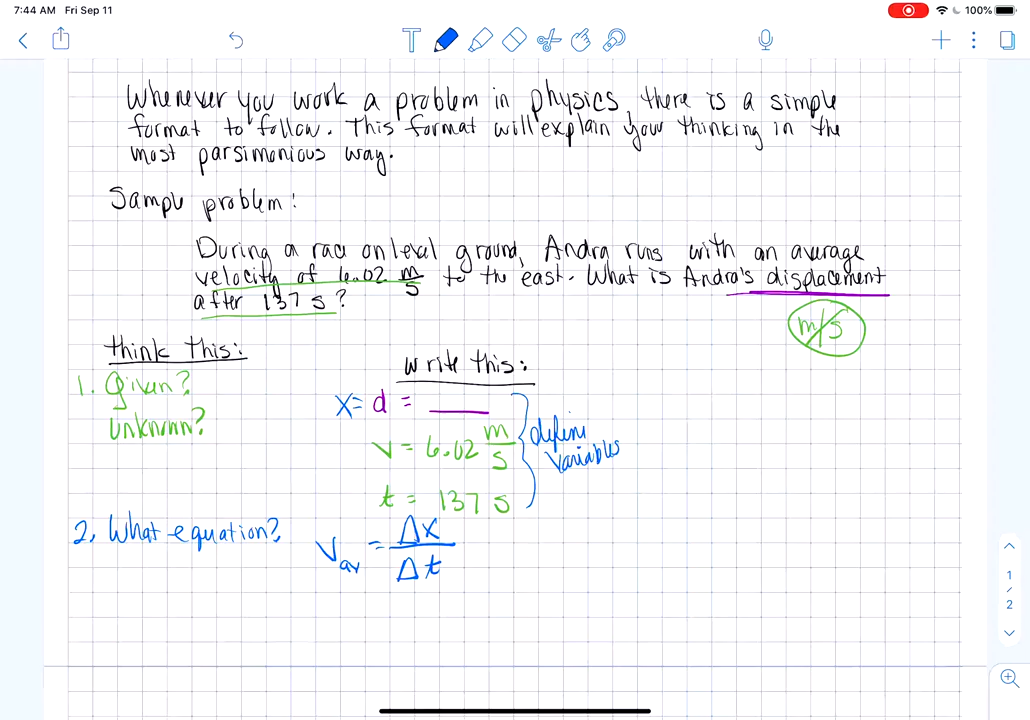 7:44 AM Fri Sep 11
100%
Whenever you work a problem in physics, there is a simple
format to follow. This format will explain your thinking in the
most parsimonious way.
Sample problem:
During a race on level ground, Andra runs with an average
velocity of 6.02 m/s to the east. What is Andra's displacement
after 137 s?
m/s
Think this:
Write this:
1. Given?
Unknown?
x = d = ___
v = 6.02 m/s
t = 137 s
define
variables
2. What equation?
Vav = Δx/Δt
T
1
/
2